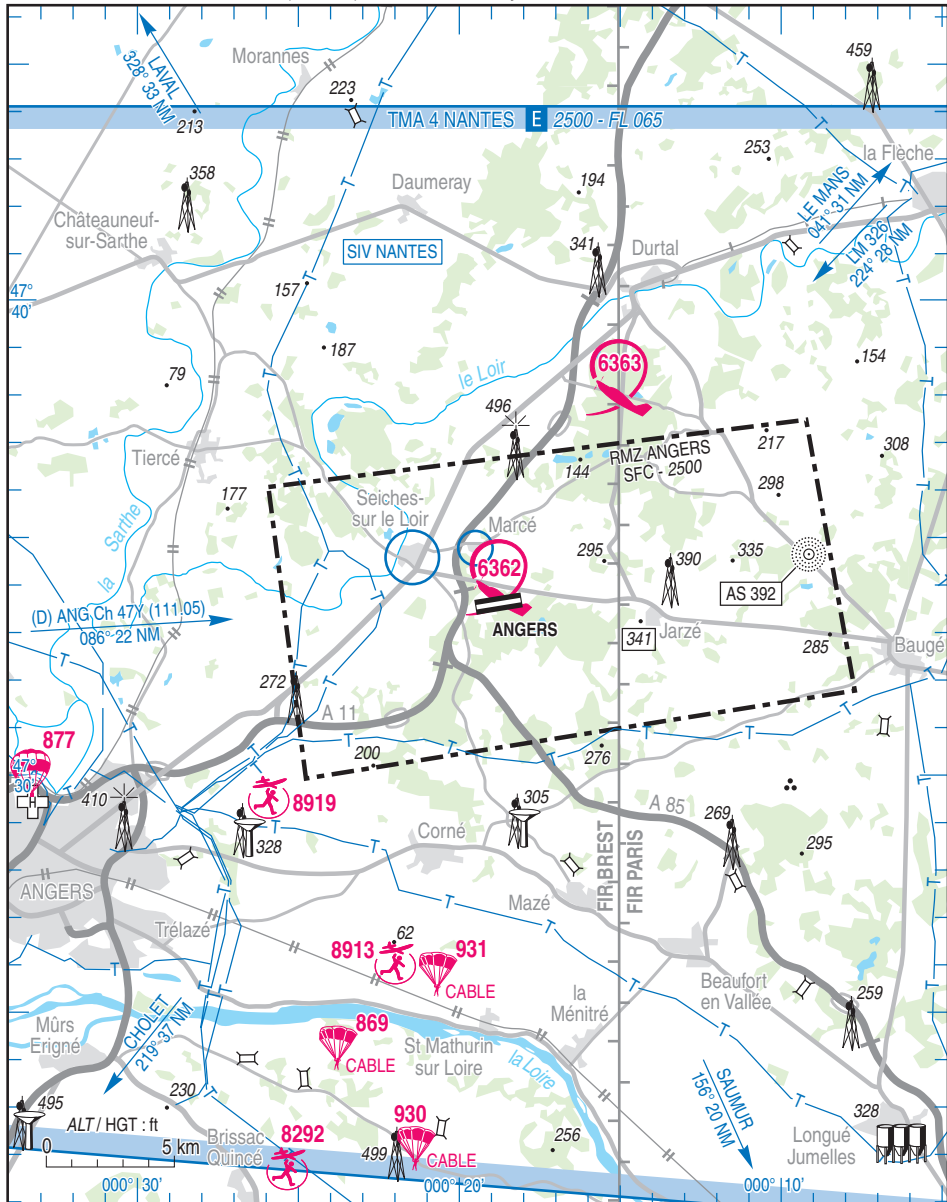 459
Morannes
LAVAL
328° 33 NM
223
213
TMA 4 NANTES E 2500 - FL 065
253
la Flèche
358
194
Daumeray
LE MANS
041° 31 NM
LM 326
224° 28 NM
Châteauneuf-
sur-Sarthe
341
Durtal
SIV NANTES
157
47°
40'
187
154
79
le Loir
6363
496
217
RMZ ANGERS
SFC - 2500
144
308
Tiercé
298
177
Seiches-
sur le Loir
Marcé
la Sarthe
295
335
390
6362
AS 392
(D) ANG Ch 47Y (111.05)
086° 22 NM
ANGERS
341
Jarzé
285
Baugé
272
A 11
877
47°
30'
200
276
8919
410
305
A 85
269
328
Corné
295
FIR BREST
FIR PARIS
ANGERS
Mazé
Trélazé
62
8913
931
CABLE
Beaufort
en Vallée
la
Ménitré
259
Mûrs
Erigné
CHOLET
219° 37 NM
869
CABLE
St Mathurin
sur Loire
la Loire
SAUMUR
156° 20 NM
495
230
ALT / HGT : ft
0 5 km
930
328
Brissac
Quincé
8292
499
CABLE
256
Longué
Jumelles
000° 30'
000° 20'
000° 10'